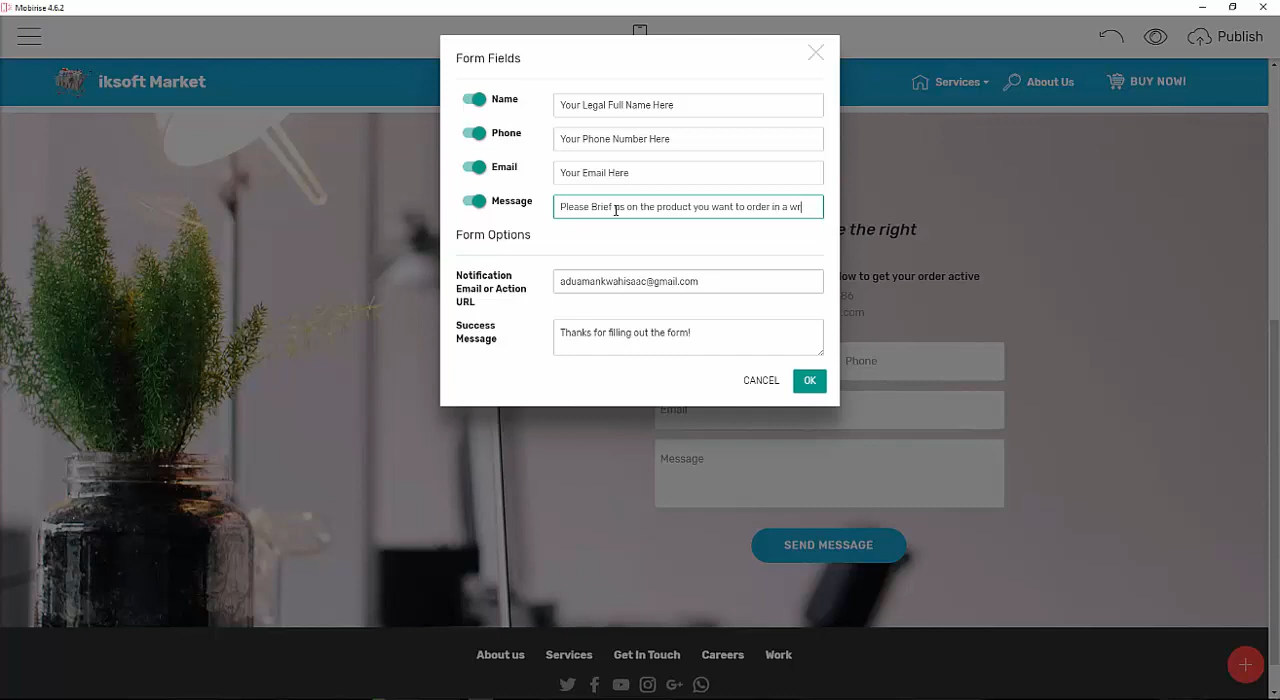 Mobirise 4.6.2
Publish
iksoft Market
Services
About Us
BUY NOW!
Form Fields
Name
Your Legal Full Name Here
Phone
Your Phone Number Here
Email
Your Email Here
Message
Please Brief us on the product you want to order in a wr
Form Options
Notification
Email or Action
URL
aduamankwahisaac@gmail.com
Success
Message
Thanks for filling out the form!
CANCEL
OK
e the right
low to get your order active
86
.com
Phone
Email
Message
SEND MESSAGE
About us
Services
Get In Touch
Careers
Work